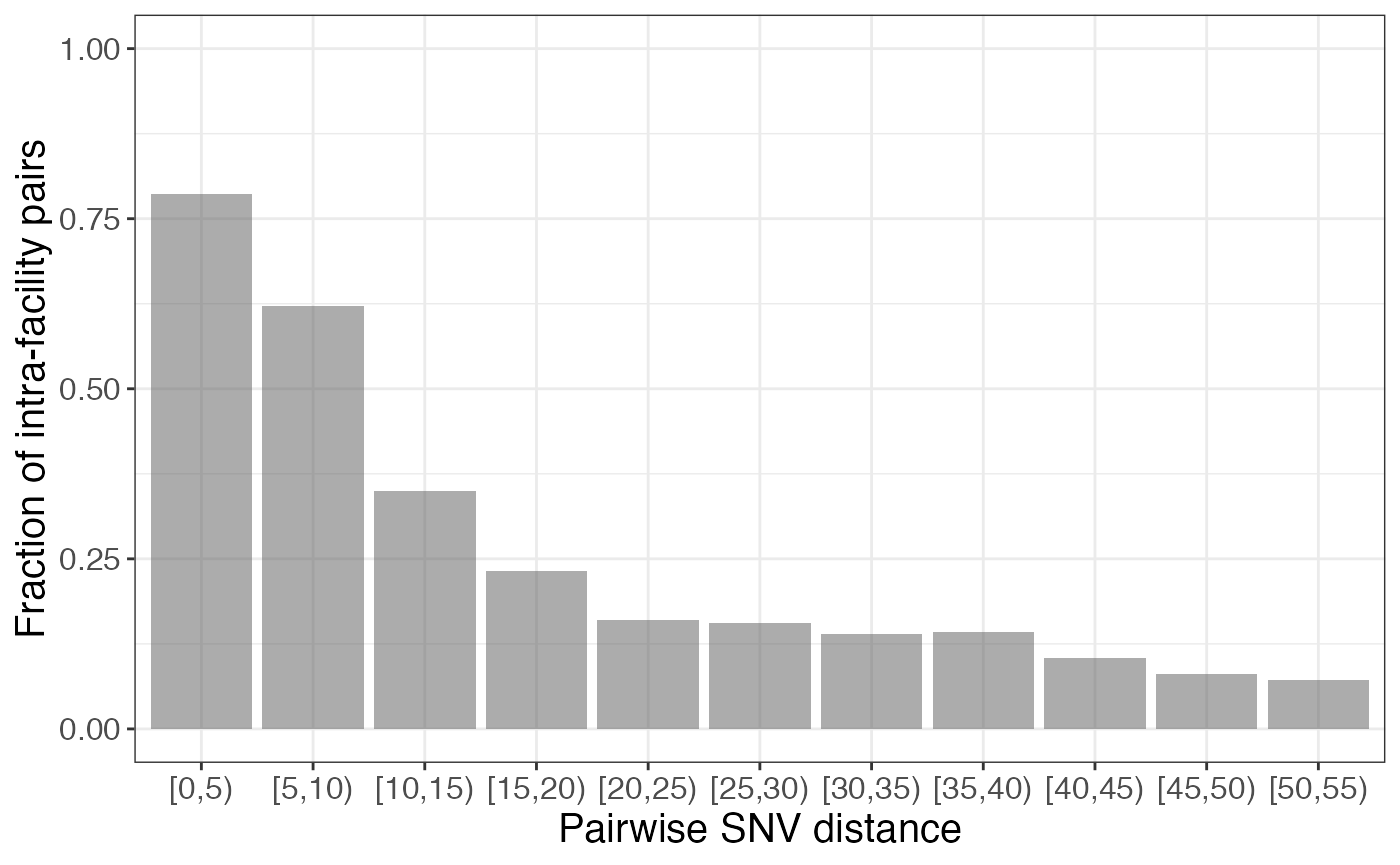 Fraction of intra-facility pairs
1.00
0.75
0.50
0.25
0.00
[0,5) [5,10) [10,15) [15,20) [20,25) [25,30) [30,35) [35,40) [40,45) [45,50) [50,55)
Pairwise SNV distance